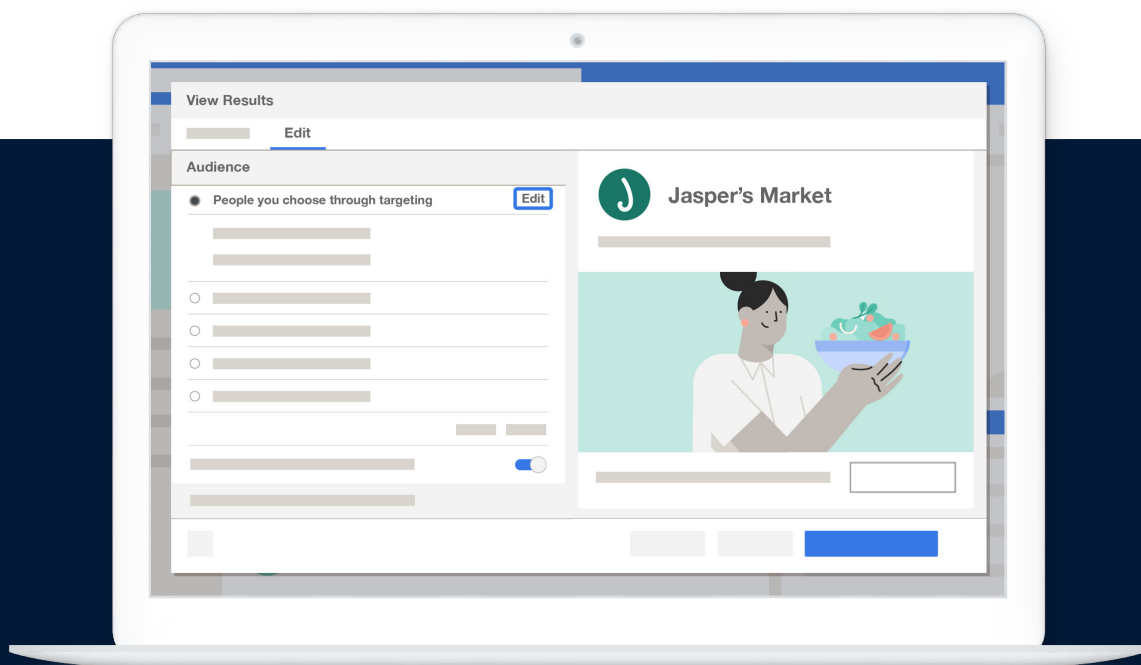 View Results
Edit
Audience
People you choose through targeting
Edit
Jasper's Market